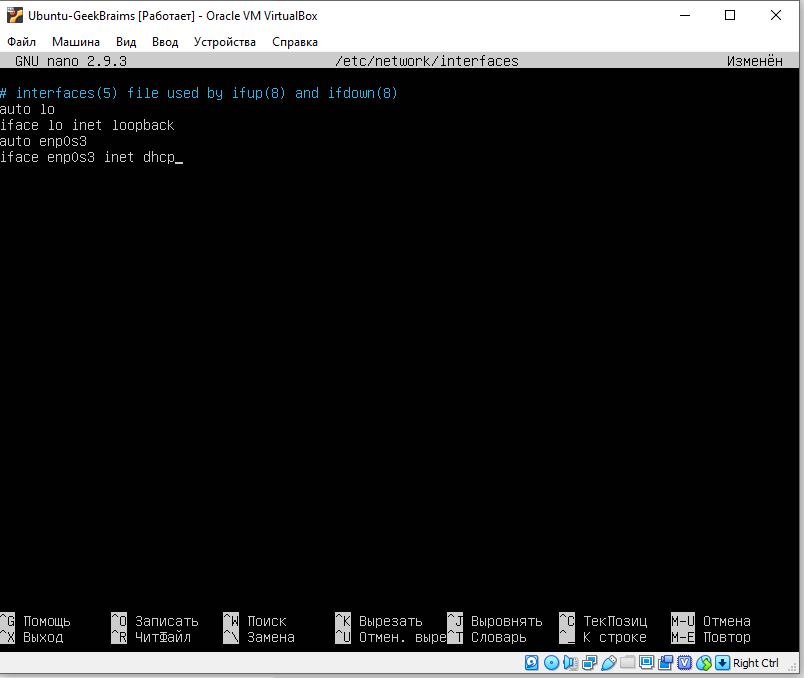 Ubuntu-GeekBraims [Работает] - Oracle VM VirtualBox
Файл Машина Вид Ввод Устройства Справка
GNU nano 2.9.3 /etc/network/interfaces Изменён
# interfaces(5) file used by ifup(8) and ifdown(8)
auto lo
iface lo inet loopback
auto enp0s3
iface enp0s3 inet dhcp_
^G Помощь ^O Записать ^W Поиск ^K Вырезать ^J Выровнять ^C ТекПозиц M-U Отмена
^X Выход ^R ЧитФайл ^\ Замена ^U Отмен. выре ^T Словарь ^_ К строке M-E Повтор
Right Ctrl